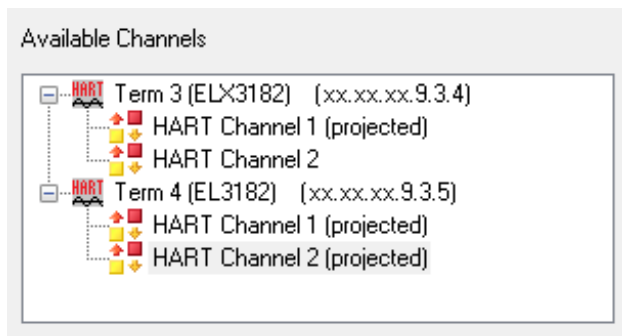 Available Channels
HART Term 3 (ELX3182) (xx.xx.xx.9.3.4)
HART Channel 1 (projected)
HART Channel 2
HART Term 4 (EL3182) (xx.xx.xx.9.3.5)
HART Channel 1 (projected)
HART Channel 2 (projected)